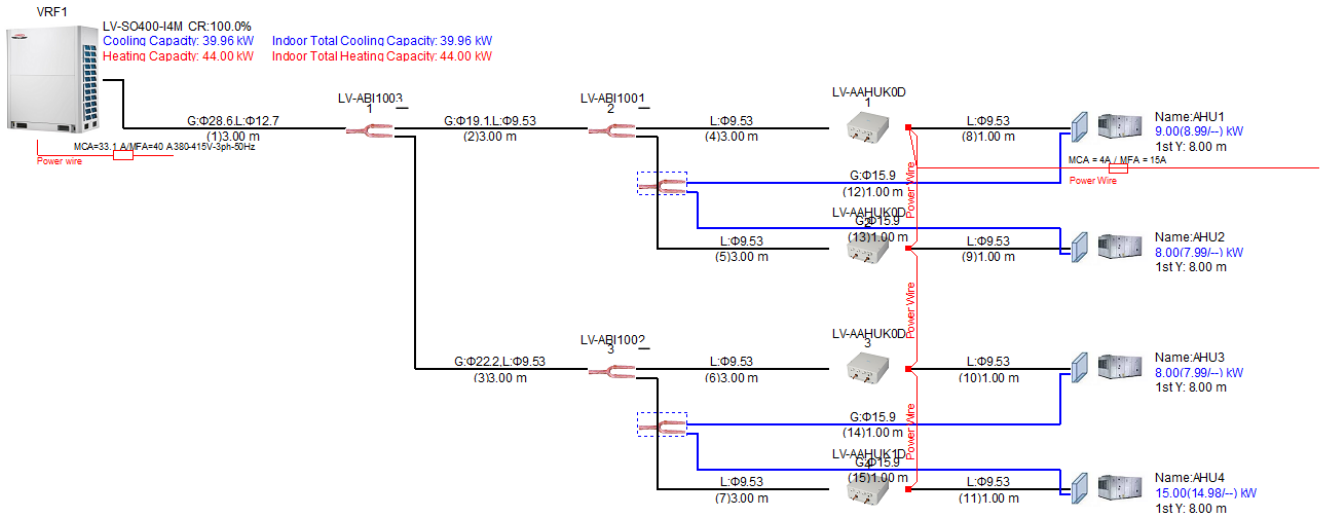 VRF1
LV-SO400-I4M CR:100.0%
Cooling Capacity: 39.96 kW Indoor Total Cooling Capacity: 39.96 kW
Heating Capacity: 44.00 kW Indoor Total Heating Capacity: 44.00 kW
G:Φ28.6,L:Φ12.7
(1)3.00 m
MCA=33.1 A/MFA=40 A380-415V-3ph-50Hz
Power wire
LV-ABI1003
1
G:Φ19.1,L:Φ9.53
(2)3.00 m
LV-ABI1001
2
L:Φ9.53
(4)3.00 m
LV-AAHUK0D
1
L:Φ9.53
(8)1.00 m
Name:AHU1
9.00(8.99/--) kW
1st Y: 8.00 m
MCA = 4A / MFA = 15A
Power Wire
Power Wire
G:Φ15.9
(12)1.00 m
LV-AAHUK0D
2
G:Φ15.9
(13)1.00 m
L:Φ9.53
(5)3.00 m
L:Φ9.53
(9)1.00 m
Name:AHU2
8.00(7.99/--) kW
1st Y: 8.00 m
Power Wire
G:Φ22.2,L:Φ9.53
(3)3.00 m
LV-ABI1002
3
L:Φ9.53
(6)3.00 m
LV-AAHUK0D
3
L:Φ9.53
(10)1.00 m
Name:AHU3
8.00(7.99/--) kW
1st Y: 8.00 m
Power Wire
G:Φ15.9
(14)1.00 m
LV-AAHUK1D
4
G:Φ15.9
(15)1.00 m
L:Φ9.53
(7)3.00 m
L:Φ9.53
(11)1.00 m
Name:AHU4
15.00(14.98/--) kW
1st Y: 8.00 m